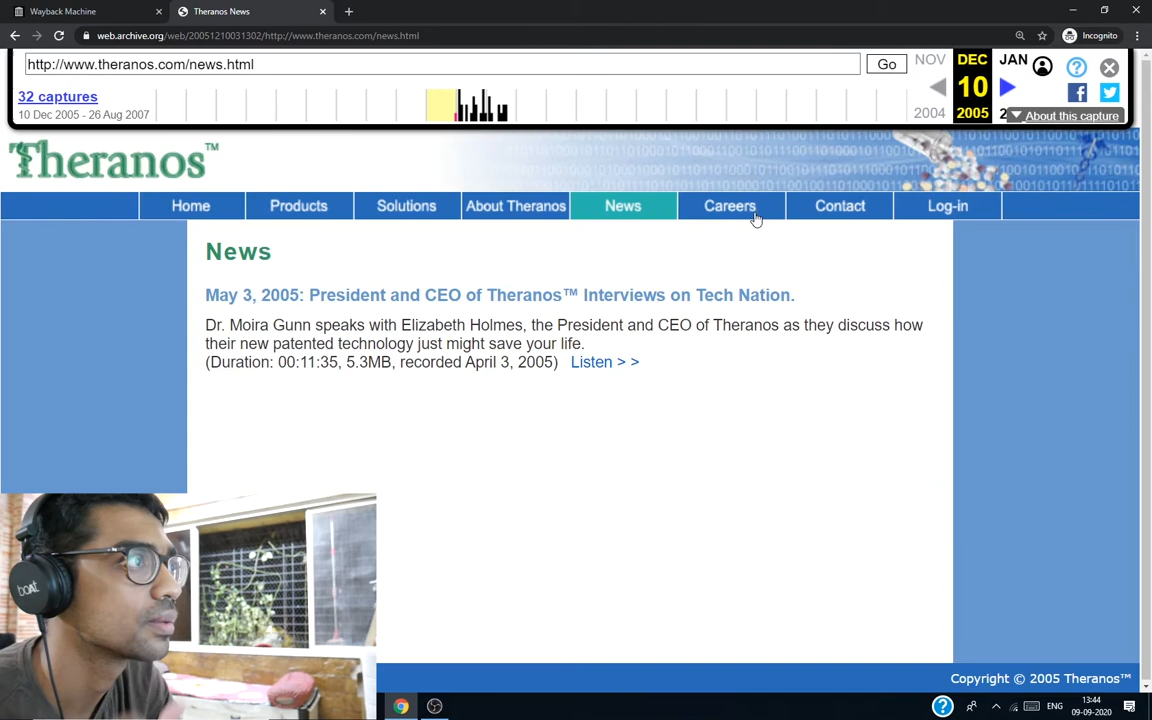 Wayback Machine
Theranos News
web.archive.org/web/20051210031302/http://www.theranos.com/news.html
Incognito
http://www.theranos.com/news.html
Go
NOV
DEC
JAN
32 captures
10 Dec 2005 - 26 Aug 2007
10
2004
2005
About this capture
Theranos™
Home
Products
Solutions
About Theranos
News
Careers
Contact
Log-in
News
May 3, 2005: President and CEO of Theranos™ Interviews on Tech Nation.
Dr. Moira Gunn speaks with Elizabeth Holmes, the President and CEO of Theranos as they discuss how
their new patented technology just might save your life.
(Duration: 00:11:35, 5.3MB, recorded April 3, 2005) Listen > >
boAt
Copyright © 2005 Theranos™
ENG
13:44
09-09-2020